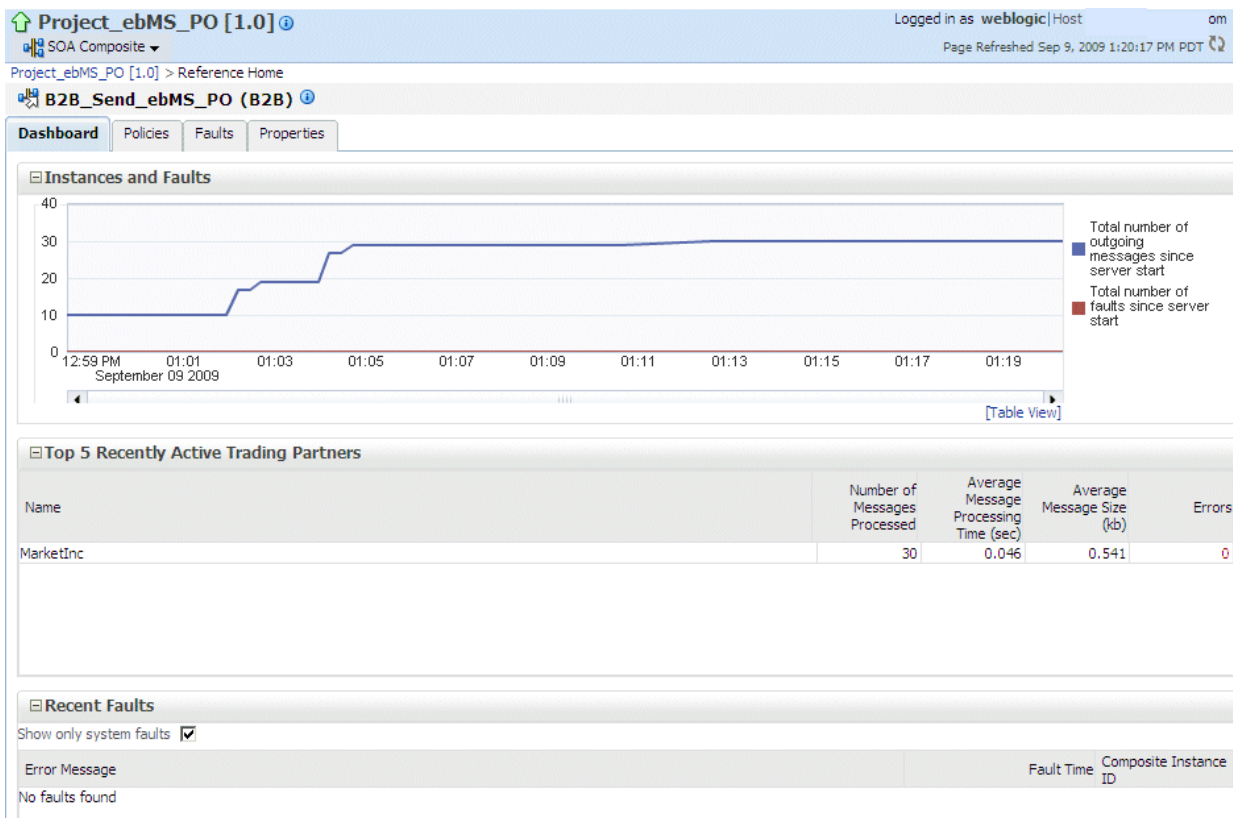 Project_ebMS_PO [1.0]
Logged in as weblogic|Host om
SOA Composite
Page Refreshed Sep 9, 2009 1:20:17 PM PDT
Project_ebMS_PO [1.0] > Reference Home
B2B_Send_ebMS_PO (B2B)
Dashboard Policies Faults Properties
Instances and Faults
40
30
20
10
0
12:59 PM 01:01 01:03 01:05 01:07 01:09 01:11 01:13 01:15 01:17 01:19
September 09 2009
Total number of
outgoing
messages since
server start
Total number of
faults since server
start
[Table View]
Top 5 Recently Active Trading Partners
Name
Number of
Messages
Processed
Average
Message
Processing
Time (sec)
Average
Message Size
(kb)
Errors
MarketInc 30 0.046 0.541 0
Recent Faults
Show only system faults
Error Message
Fault Time
Composite Instance
ID
No faults found